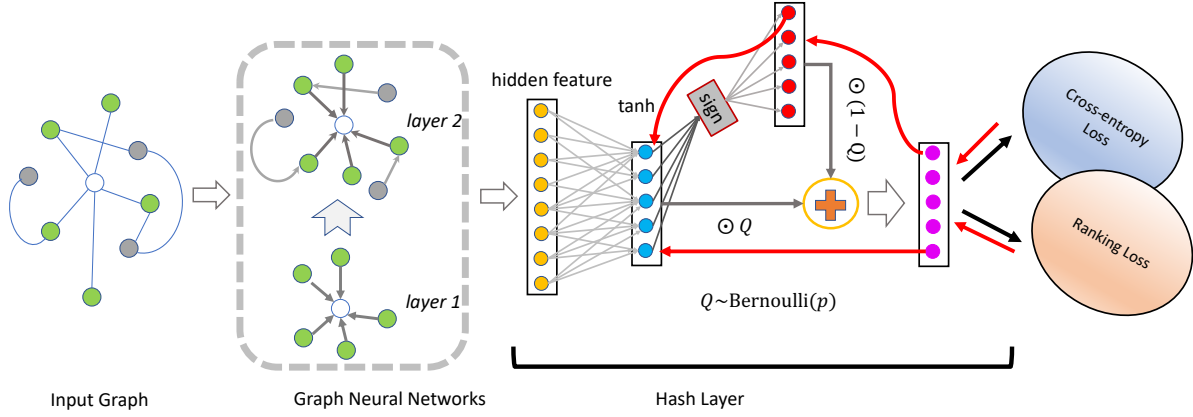 hidden feature
tanh
sign
⊙ (1 − Q)
layer 2
Cross-entropy
Loss
⊙ Q
Ranking Loss
layer 1
Q~Bernoulli(p)
Input Graph
Graph Neural Networks
Hash Layer